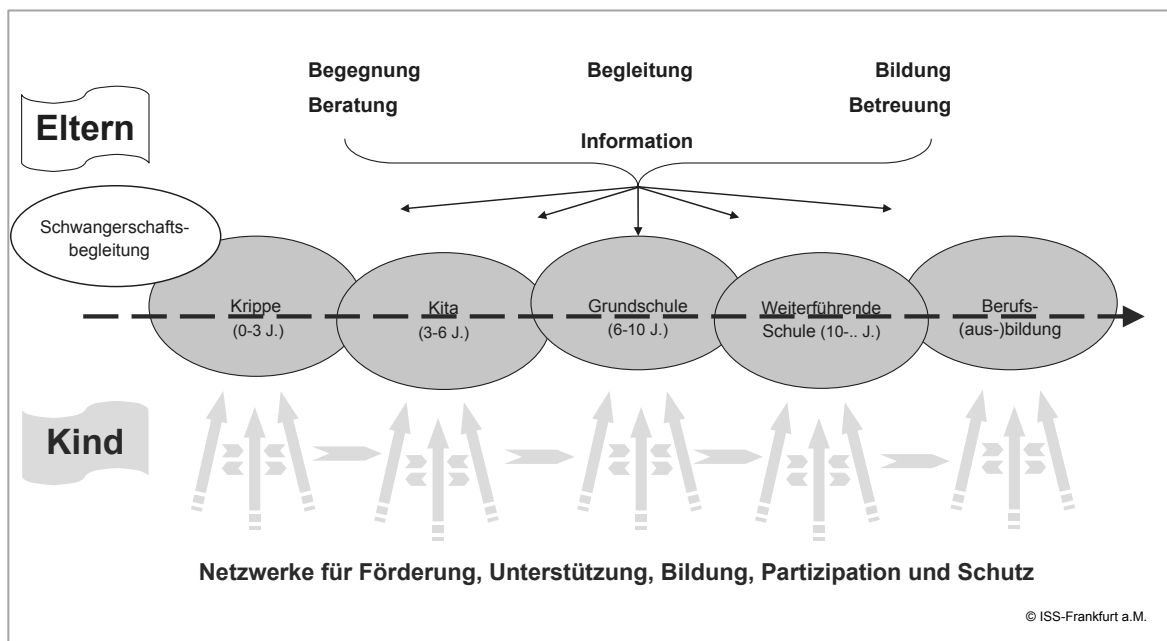 Begegnung Begleitung Bildung
Beratung Betreuung
Eltern
Information
Schwangerschafts-
begleitung
Krippe
(0-3 J.)
Kita
(3-6 J.)
Grundschule
(6-10 J.)
Weiterführende
Schule (10-.. J.)
Berufs-
(aus-)bildung
Kind
Netzwerke für Förderung, Unterstützung, Bildung, Partizipation und Schutz
© ISS-Frankfurt a.M.